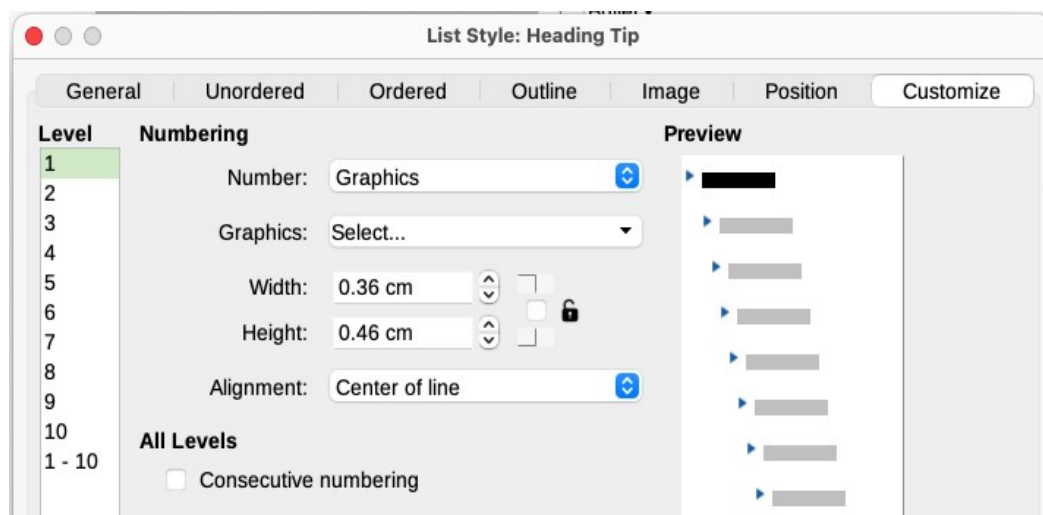 List Style: Heading Tip
General Unordered Ordered Outline Image Position Customize
Level
1
2
3
4
5
6
7
8
9
10
1 - 10
Numbering
Number: Graphics
Graphics: Select...
Width: 0.36 cm
Height: 0.46 cm
Alignment: Center of line
All Levels
Consecutive numbering
Preview